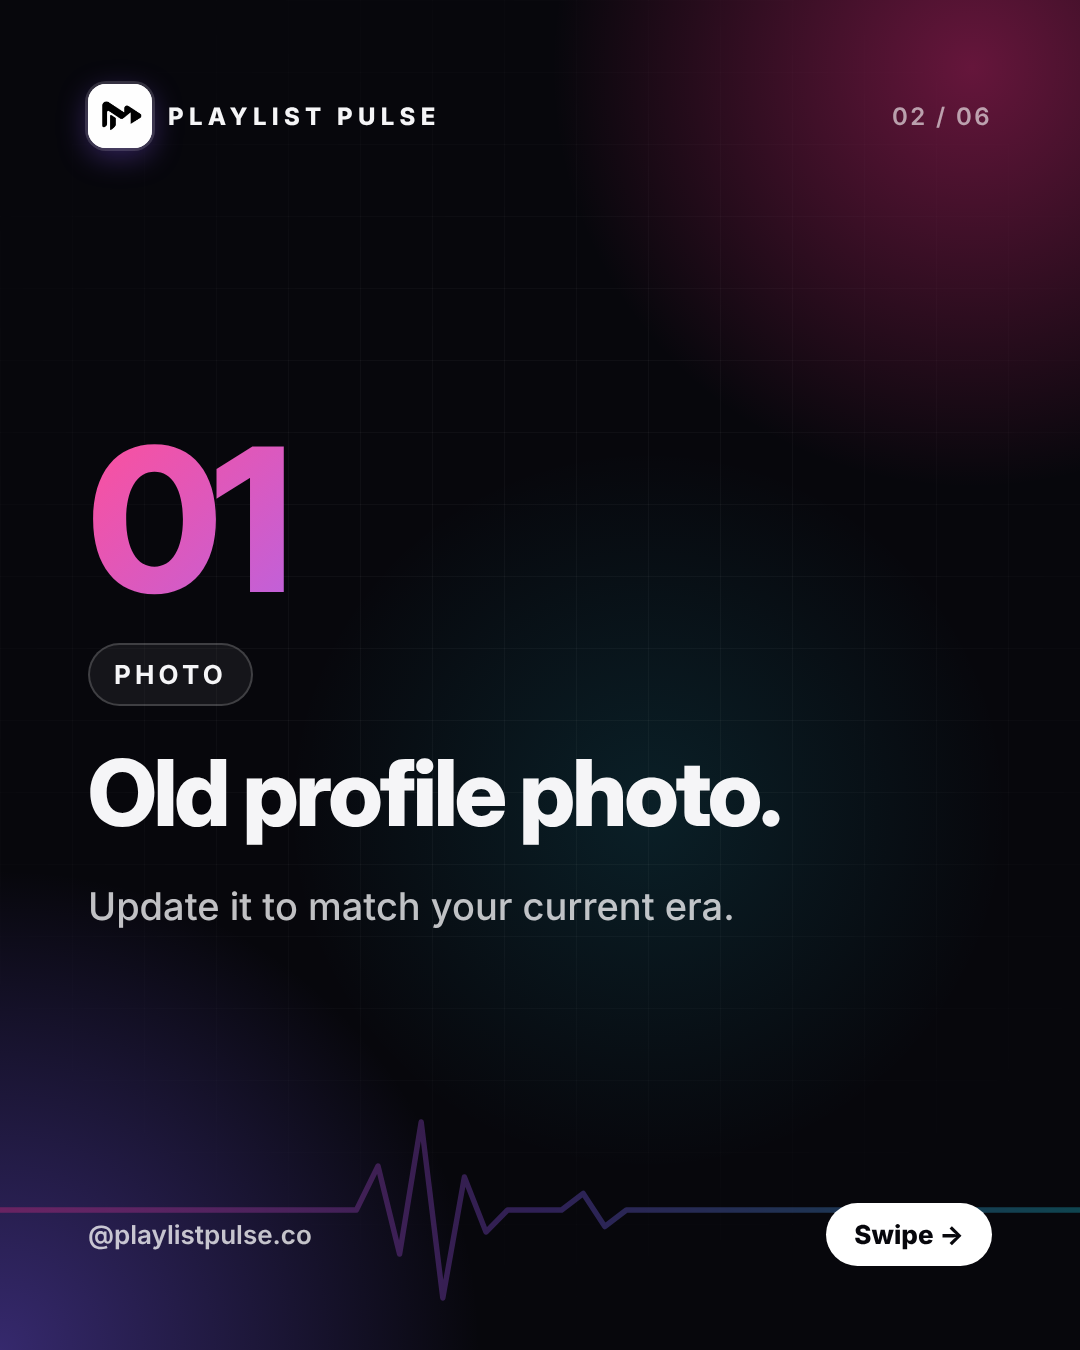 PLAYLIST PULSE
02 / 06
01
PHOTO
Old profile photo.
Update it to match your current era.
@playlistpulse.co
Swipe →